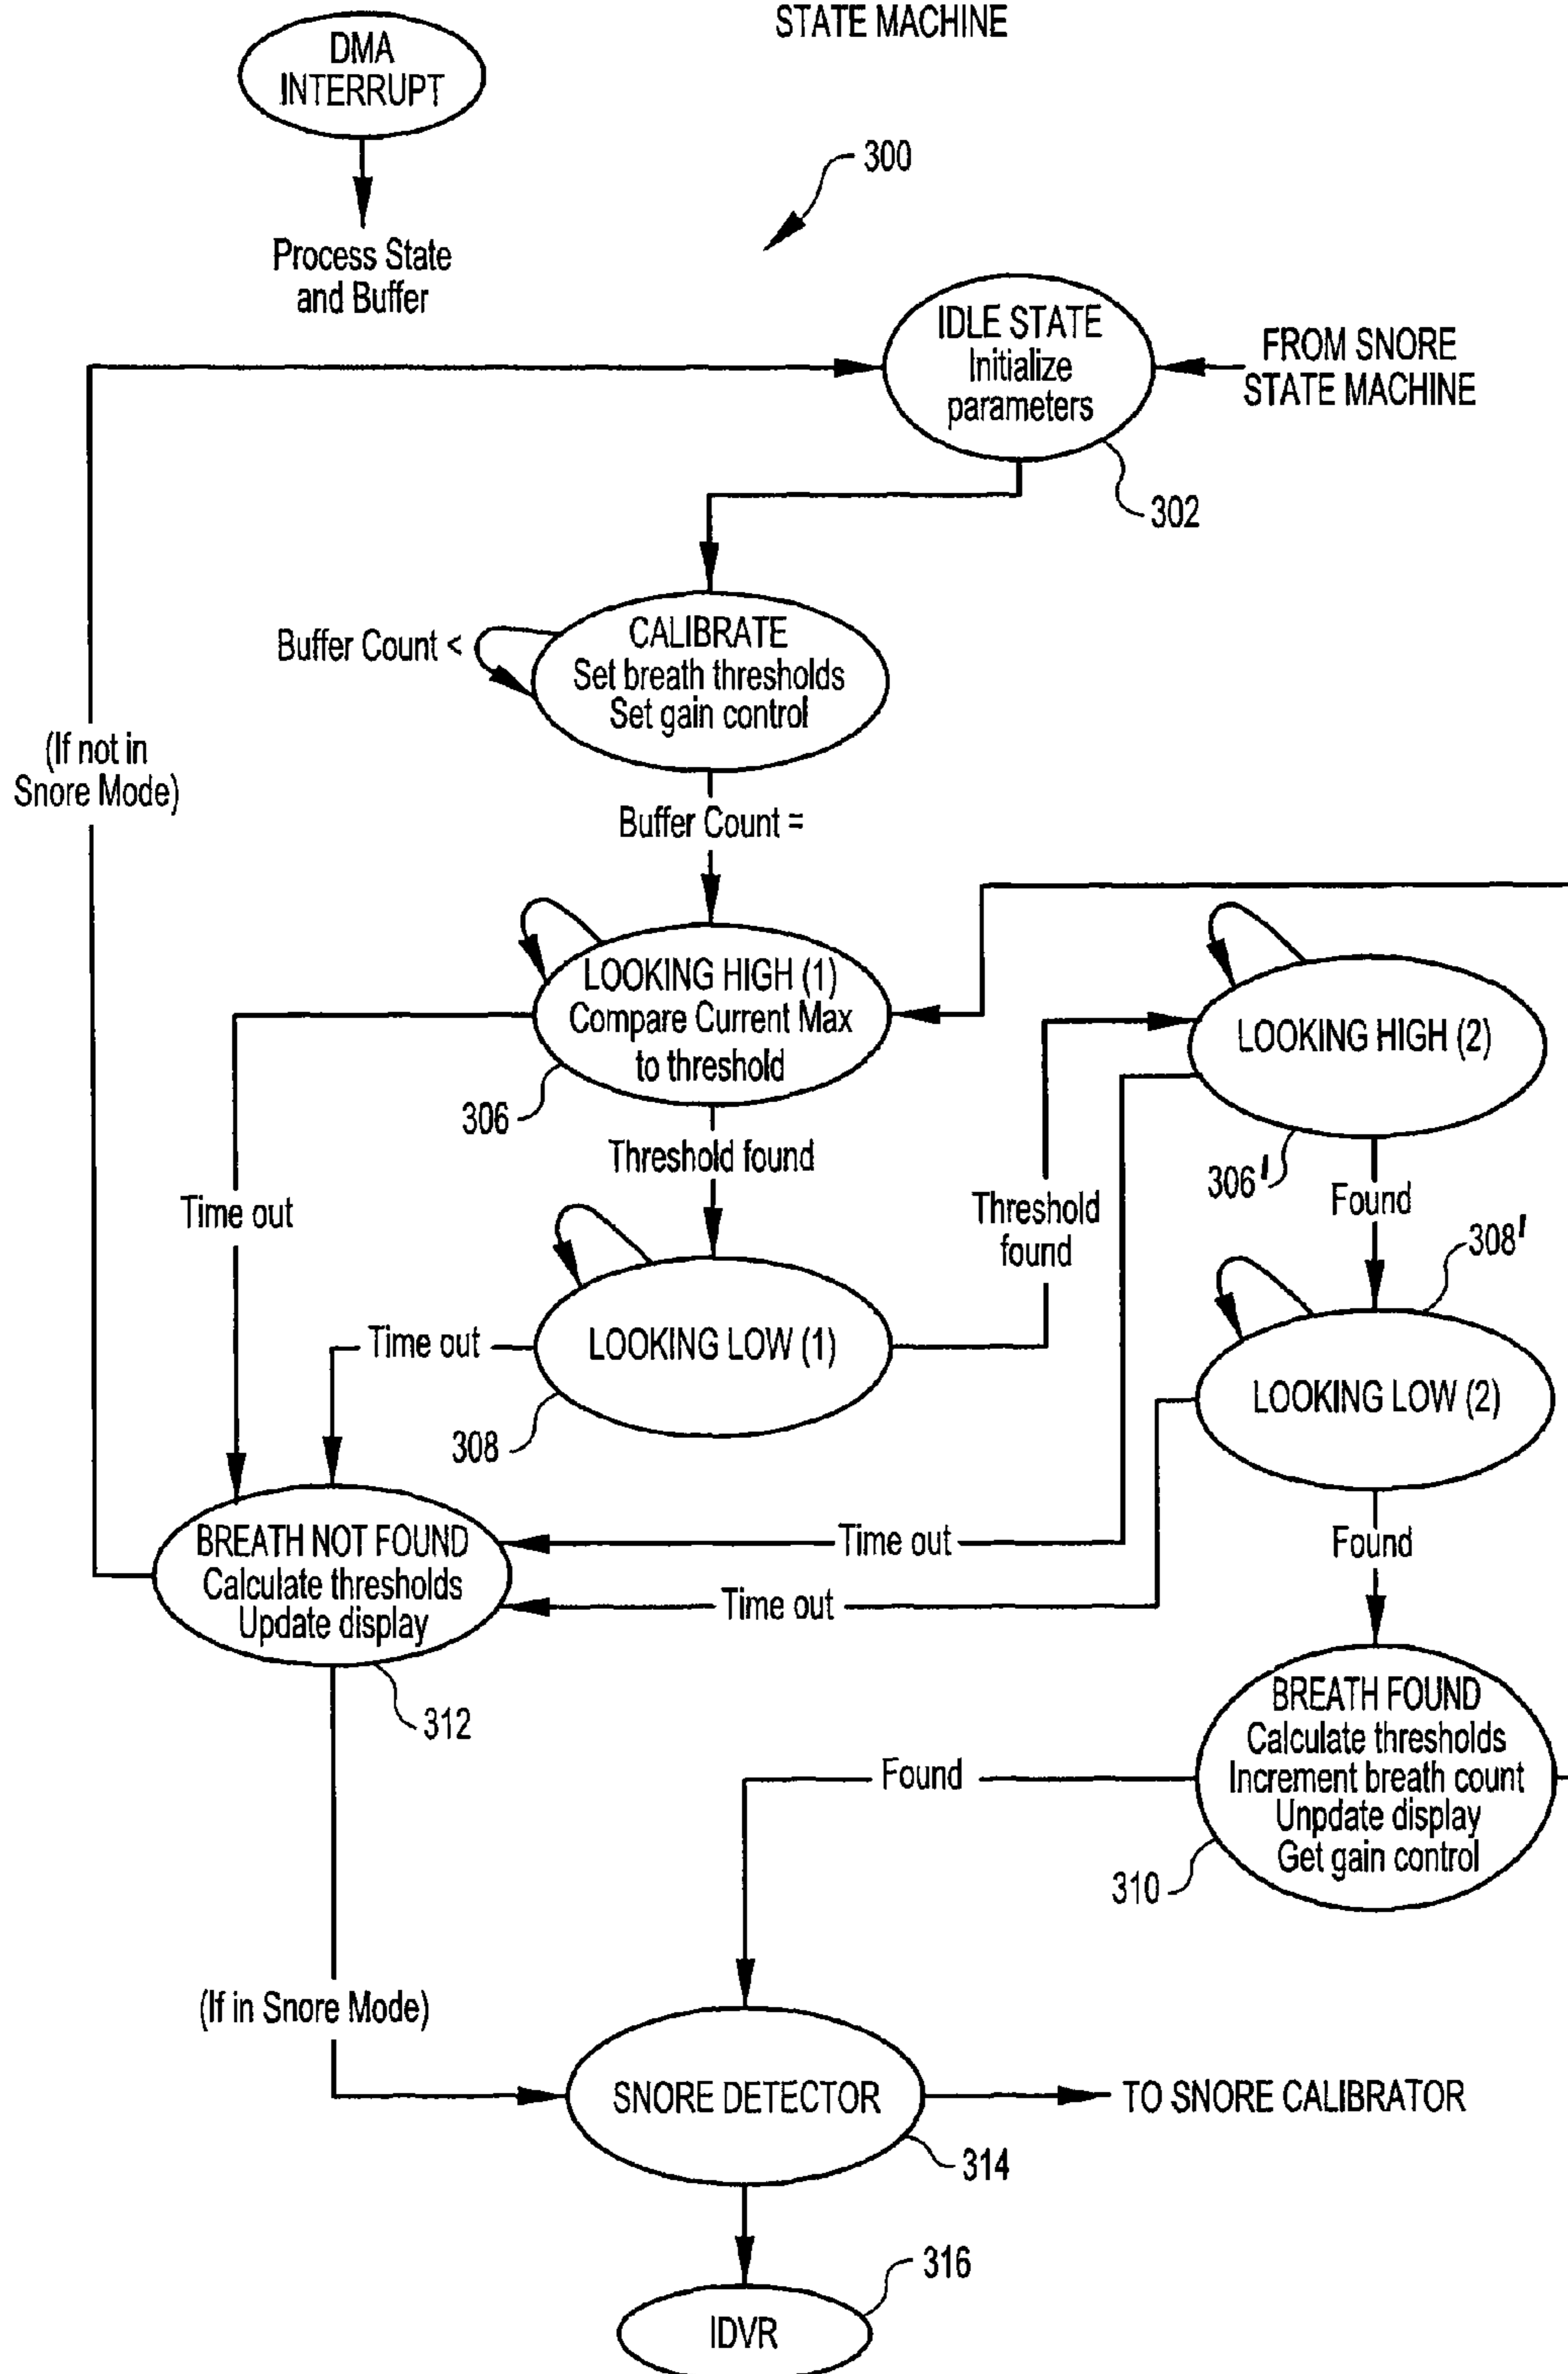 STATE MACHINE
DMA
INTERRUPT
300
Process State
and Buffer
IDLE STATE
Initialize
parameters
FROM SNORE
STATE MACHINE
302
Buffer Count <
CALIBRATE
Set breath thresholds
Set gain control
(If not in
Snore Mode)
Buffer Count =
LOOKING HIGH (1)
Compare Current Max
to threshold
LOOKING HIGH (2)
306
Threshold found
306'
Found
Time out
Threshold
found
308'
Time out
LOOKING LOW (1)
LOOKING LOW (2)
308
BREATH NOT FOUND
Calculate thresholds
Update display
Time out
Found
Time out
312
BREATH FOUND
Calculate thresholds
Increment breath count
Unpdate display
Get gain control
Found
310
(If in Snore Mode)
SNORE DETECTOR
TO SNORE CALIBRATOR
314
316
IDVR